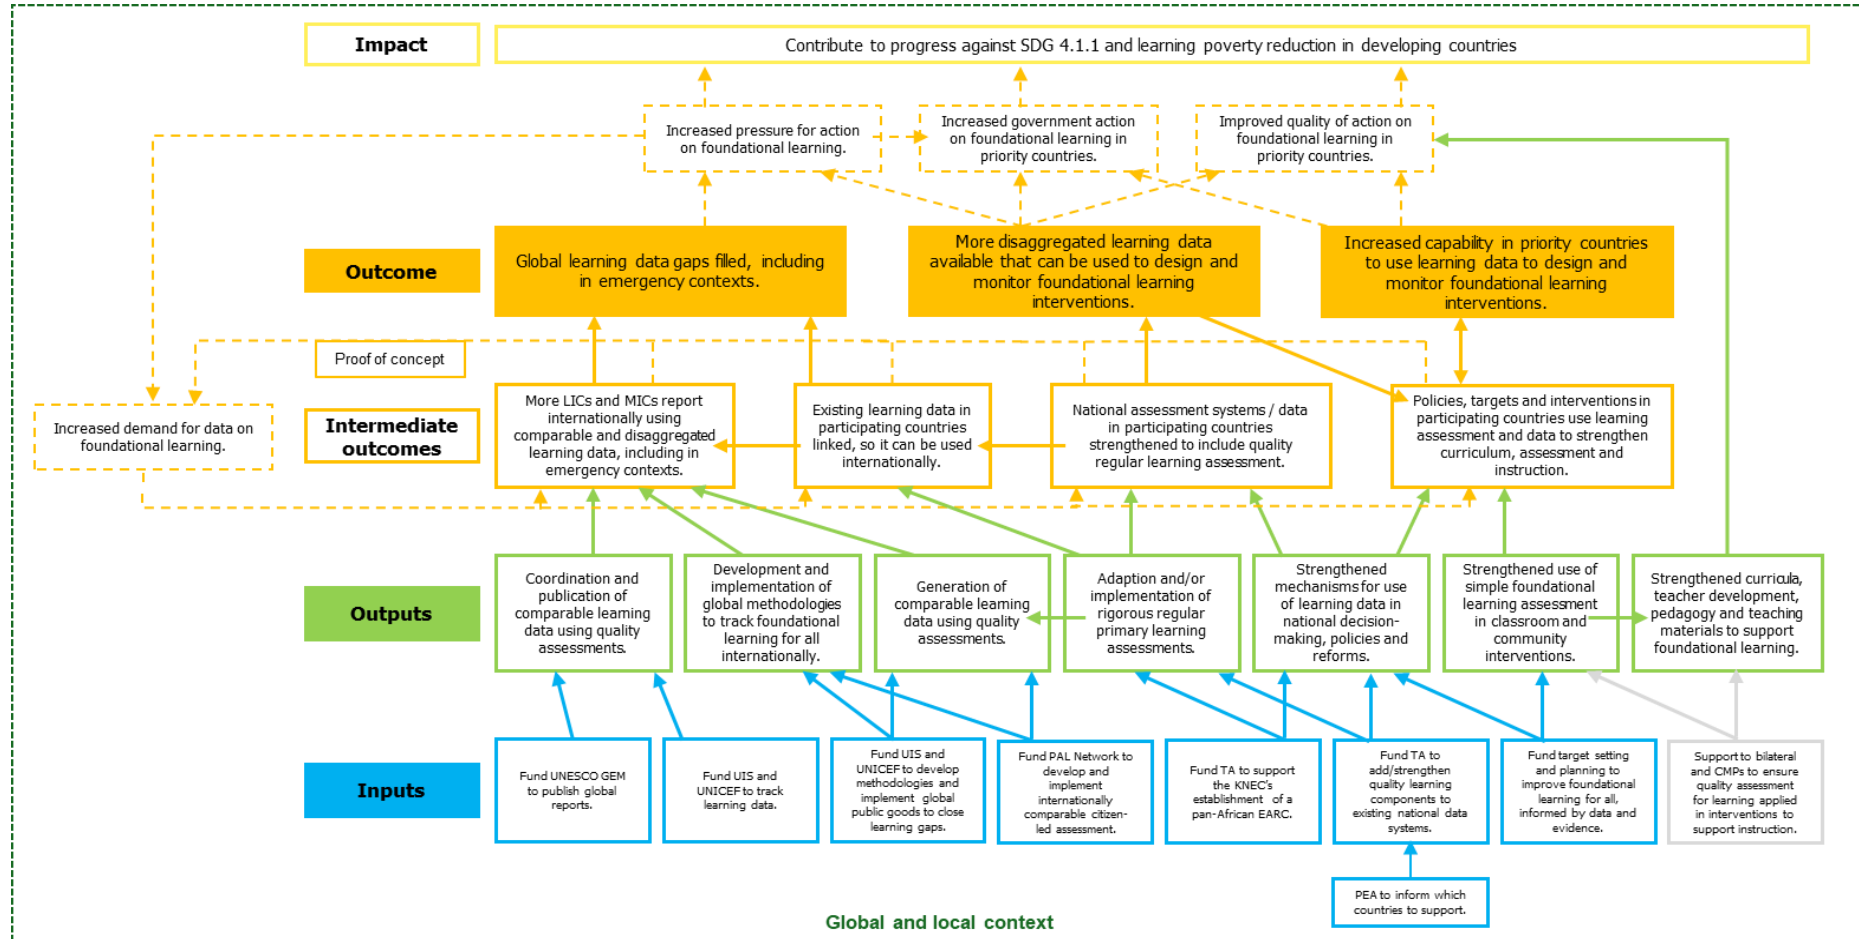 Impact
Contribute to progress against SDG 4.1.1 and learning poverty reduction in developing countries
Increased pressure for action
on foundational learning.
Increased government action
on foundational learning in
priority countries.
Improved quality of action on
foundational learning in
priority countries.
Outcome
Global learning data gaps filled, including
in emergency contexts.
More disaggregated learning data
available that can be used to design and
monitor foundational learning
interventions.
Increased capability in priority countries
to use learning data to design and
monitor foundational learning
interventions.
Proof of concept
Increased demand for data on
foundational learning.
Intermediate
outcomes
More LICs and MICs report
internationally using
comparable and disaggregated
learning data, including in
emergency contexts.
Existing learning data in
participating countries
linked, so it can be used
internationally.
National assessment systems / data
in participating countries
strengthened to include quality
regular learning assessment.
Policies, targets and interventions in
participating countries use learning
assessment and data to strengthen
curriculum, assessment and
instruction.
Outputs
Coordination and
publication of
comparable learning
data using quality
assessments.
Development and
implementation of
global methodologies
to track foundational
learning for all
internationally.
Generation of
comparable learning
data using quality
assessments.
Adaption and/or
implementation of
rigorous regular
primary learning
assessments.
Strengthened
mechanisms for use
of learning data in
national decision-
making, policies and
reforms.
Strengthened use of
simple foundational
learning assessment
in classroom and
community
interventions.
Strengthened curricula,
teacher development,
pedagogy and teaching
materials to support
foundational learning.
Inputs
Fund UNESCO GEM
to publish global
reports.
Fund UIS and
UNICEF to track
learning data.
Fund UIS and
UNICEF to develop
methodologies and
implement global
public goods to close
learning gaps.
Fund PAL Network to
develop and
implement
internationally
comparable citizen-
led assessment.
Fund TA to support
the KNEC's
establishment of a
pan-African EARC.
Fund TA to
add/strengthen
quality learning
components to
existing national data
systems.
Fund target setting
and planning to
improve foundational
learning for all,
informed by data and
evidence.
Support to bilateral
and CMPs to ensure
quality assessment
for learning applied
in interventions to
support instruction.
PEA to inform which
countries to support.
Global and local context